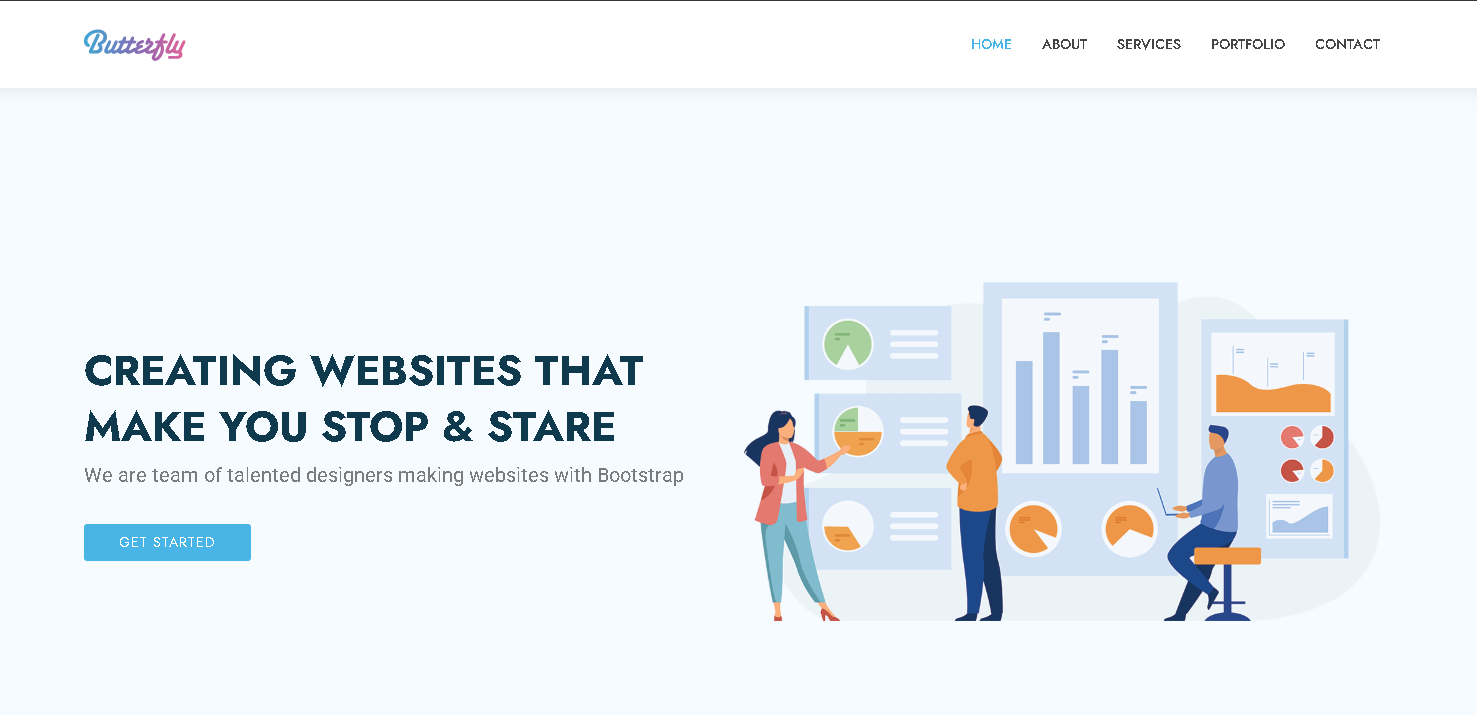 Butterfly
HOME ABOUT SERVICES PORTFOLIO CONTACT
CREATING WEBSITES THAT
MAKE YOU STOP & STARE
We are team of talented designers making websites with Bootstrap
GET STARTED